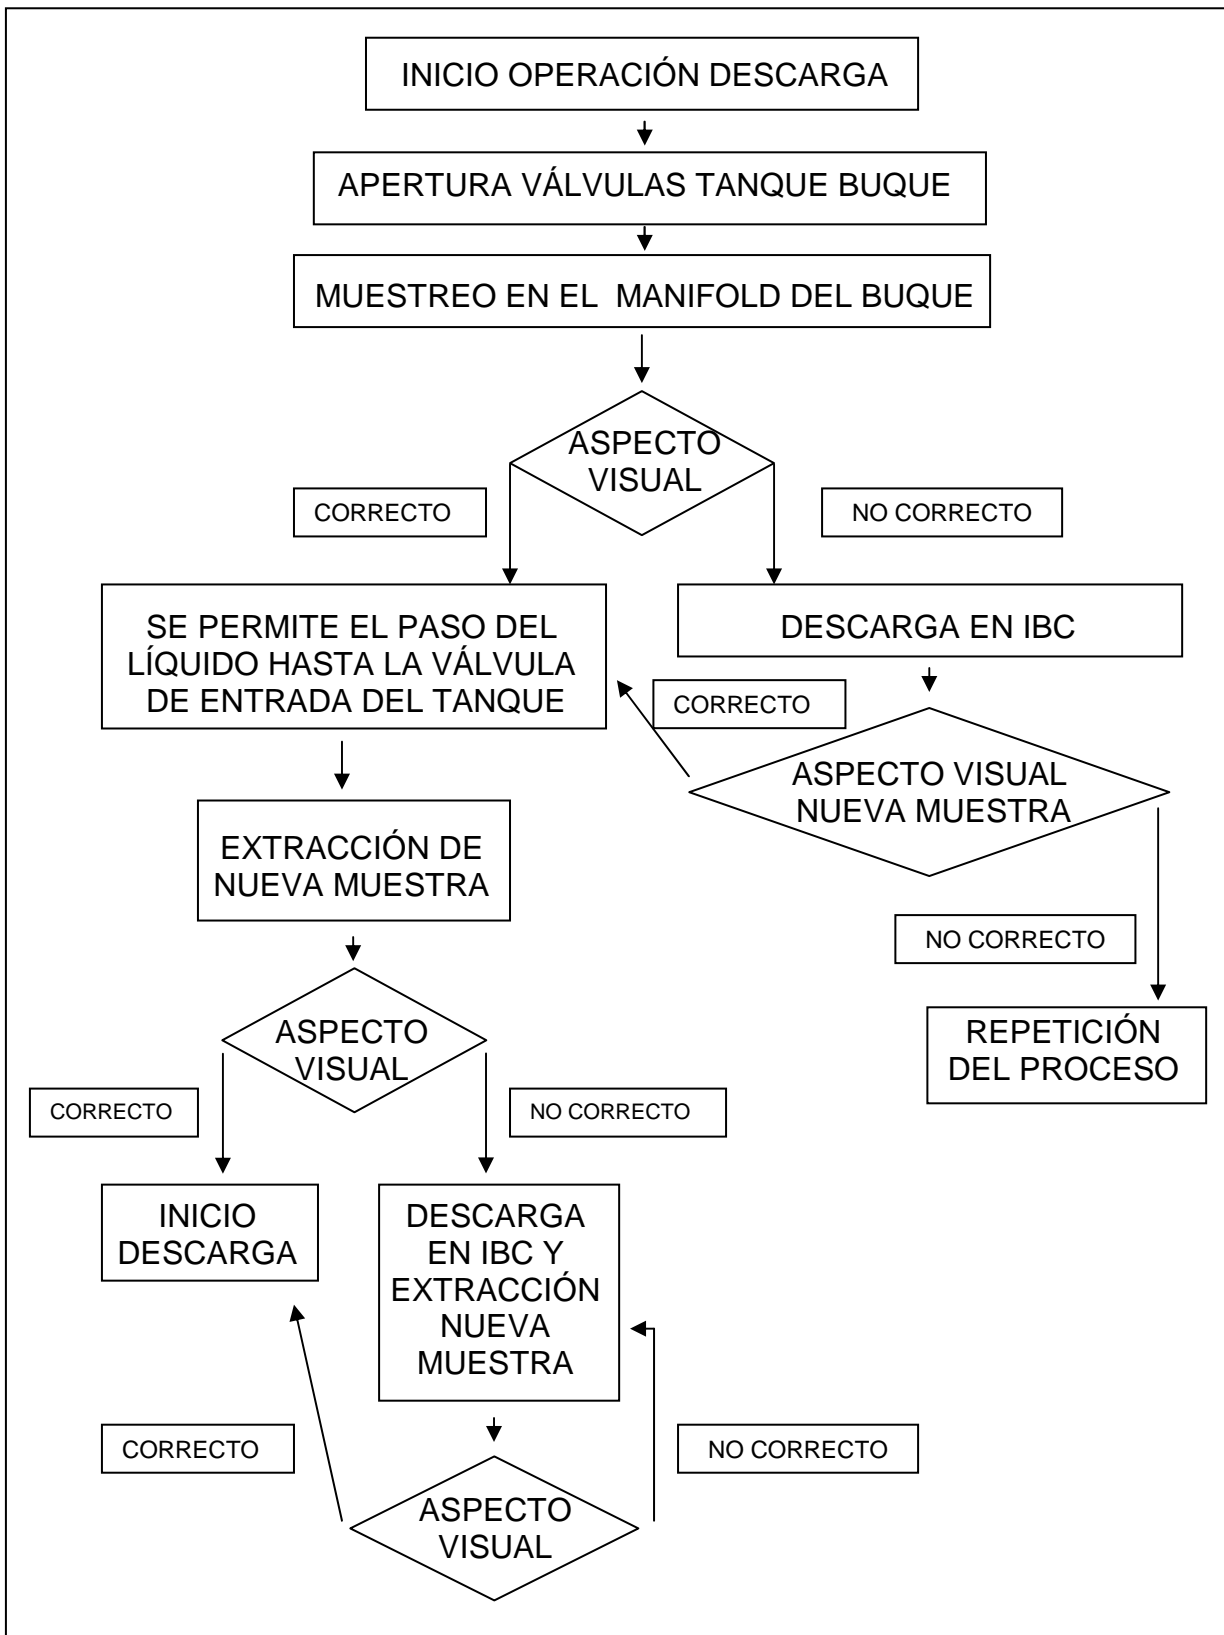 INICIO OPERACIÓN DESCARGA
APERTURA VÁLVULAS TANQUE BUQUE
MUESTREO EN EL MANIFOLD DEL BUQUE
ASPECTO
VISUAL
CORRECTO
NO CORRECTO
SE PERMITE EL PASO DEL
LÍQUIDO HASTA LA VÁLVULA
DE ENTRADA DEL TANQUE
DESCARGA EN IBC
CORRECTO
ASPECTO VISUAL
NUEVA MUESTRA
EXTRACCIÓN DE
NUEVA MUESTRA
NO CORRECTO
REPETICIÓN
DEL PROCESO
ASPECTO
VISUAL
CORRECTO
NO CORRECTO
INICIO
DESCARGA
DESCARGA
EN IBC Y
EXTRACCIÓN
NUEVA
MUESTRA
CORRECTO
NO CORRECTO
ASPECTO
VISUAL